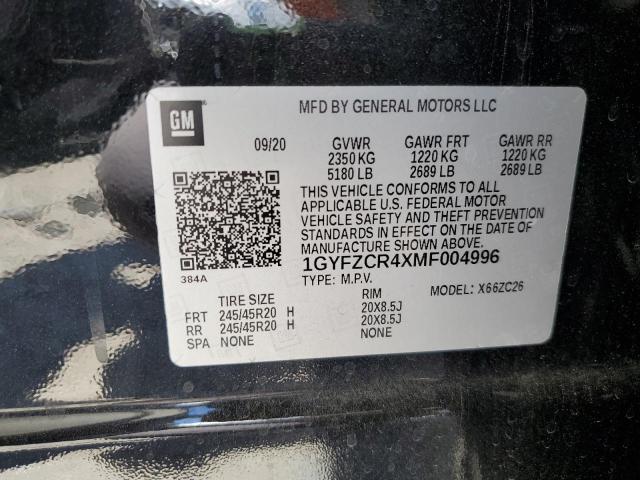 GM
MFD BY GENERAL MOTORS LLC
09/20 GVWR GAWR FRT GAWR RR
2350 KG 1220 KG 1220 KG
5180 LB 2689 LB 2689 LB
THIS VEHICLE CONFORMS TO ALL
APPLICABLE U.S. FEDERAL MOTOR
VEHICLE SAFETY AND THEFT PREVENTION
STANDARDS IN EFFECT ON THE DATE OF
MANUFACTURE SHOWN ABOVE.
1GYFZCR4XMF004996
384A TYPE: M.P.V. MODEL: X66ZC26
TIRE SIZE RIM
FRT 245/45R20 H 20X8.5J
RR 245/45R20 H 20X8.5J
SPA NONE NONE